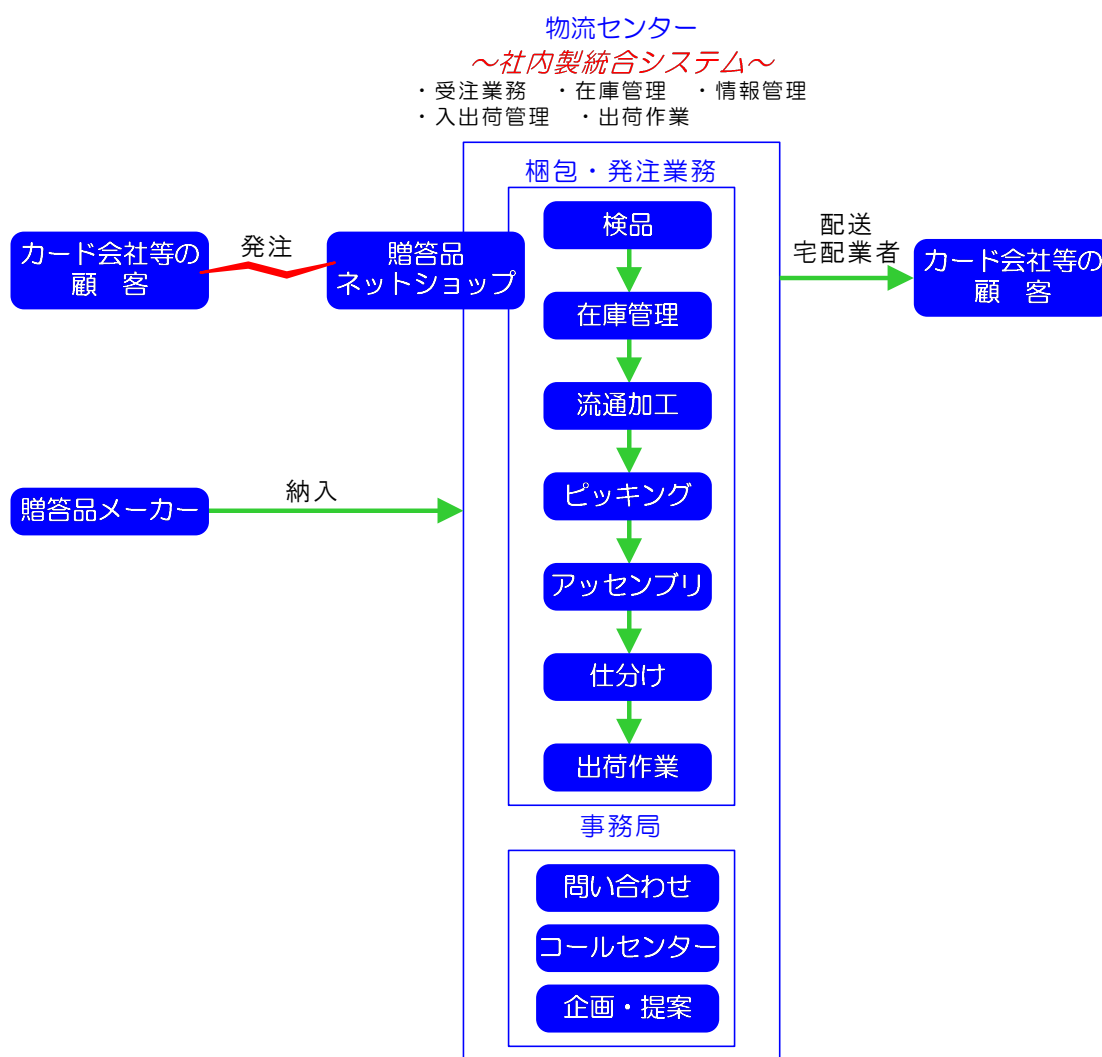 物流センター
～社内製統合システム～
・受注業務　・在庫管理　・情報管理
・入出荷管理　・出荷作業
梱包・発注業務
カード会社等の
顧　客
発注
贈答品
ネットショップ
検品
在庫管理
流通加工
ピッキング
アッセンブリ
仕分け
出荷作業
配送
宅配業者
カード会社等の
顧　客
贈答品メーカー
納入
事務局
問い合わせ
コールセンター
企画・提案